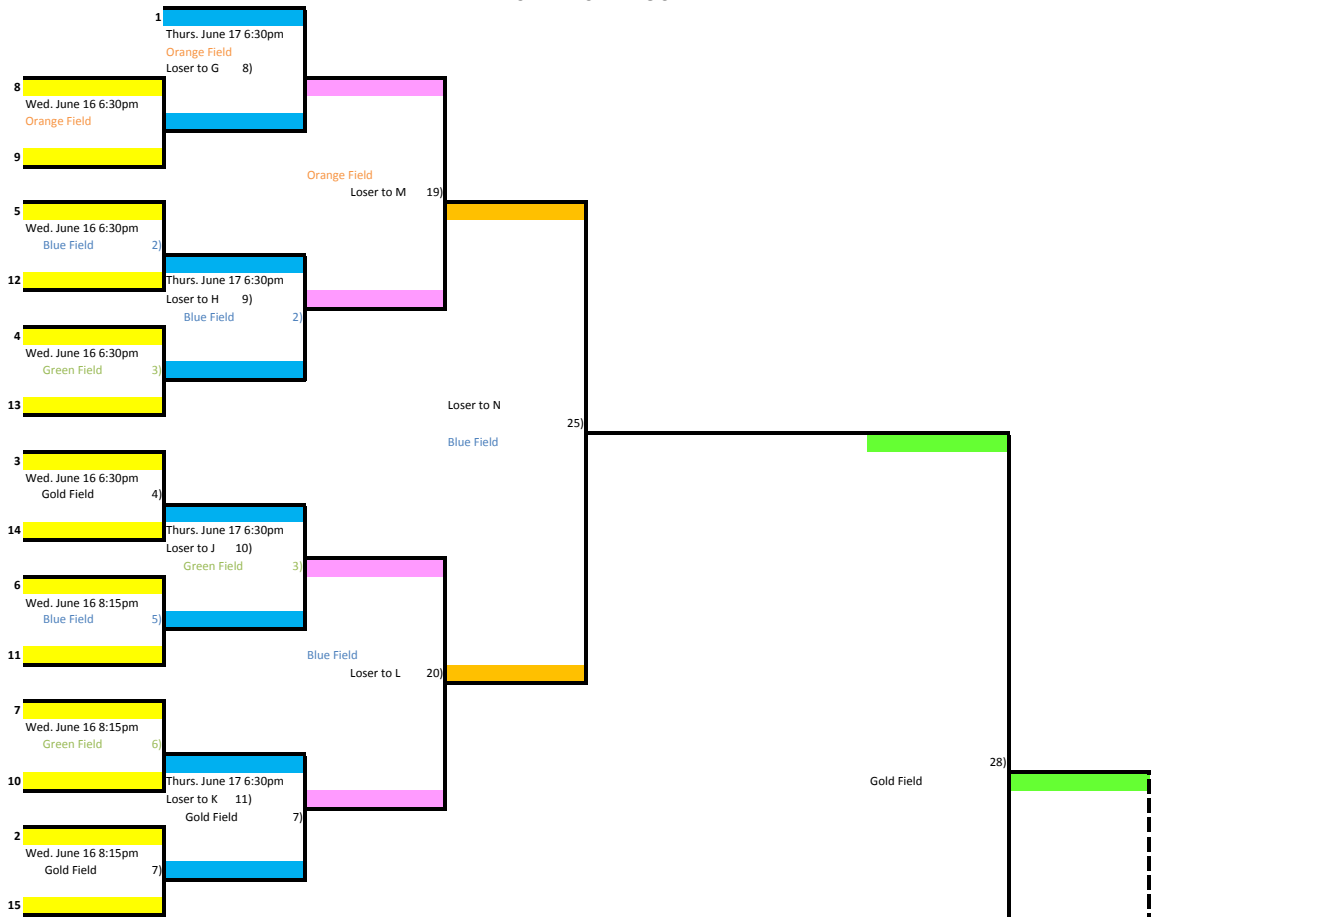 1
Thurs. June 17 6:30pm
Orange Field
Loser to G 8)
8
Wed. June 16 6:30pm
Orange Field
9
Orange Field
Loser to M 19)
5
Wed. June 16 6:30pm
Blue Field 2)
12
Thurs. June 17 6:30pm
Loser to H 9)
Blue Field 2)
4
Wed. June 16 6:30pm
Green Field 3)
13
Loser to N
25)
Blue Field
3
Wed. June 16 6:30pm
Gold Field 4)
14
Thurs. June 17 6:30pm
Loser to J 10)
Green Field 3)
6
Wed. June 16 8:15pm
Blue Field 5)
11
Blue Field
Loser to L 20)
7
Wed. June 16 8:15pm
Green Field 6)
28)
10
Gold Field
Thurs. June 17 6:30pm
Loser to K 11)
Gold Field 7)
2
Wed. June 16 8:15pm
Gold Field 7)
15